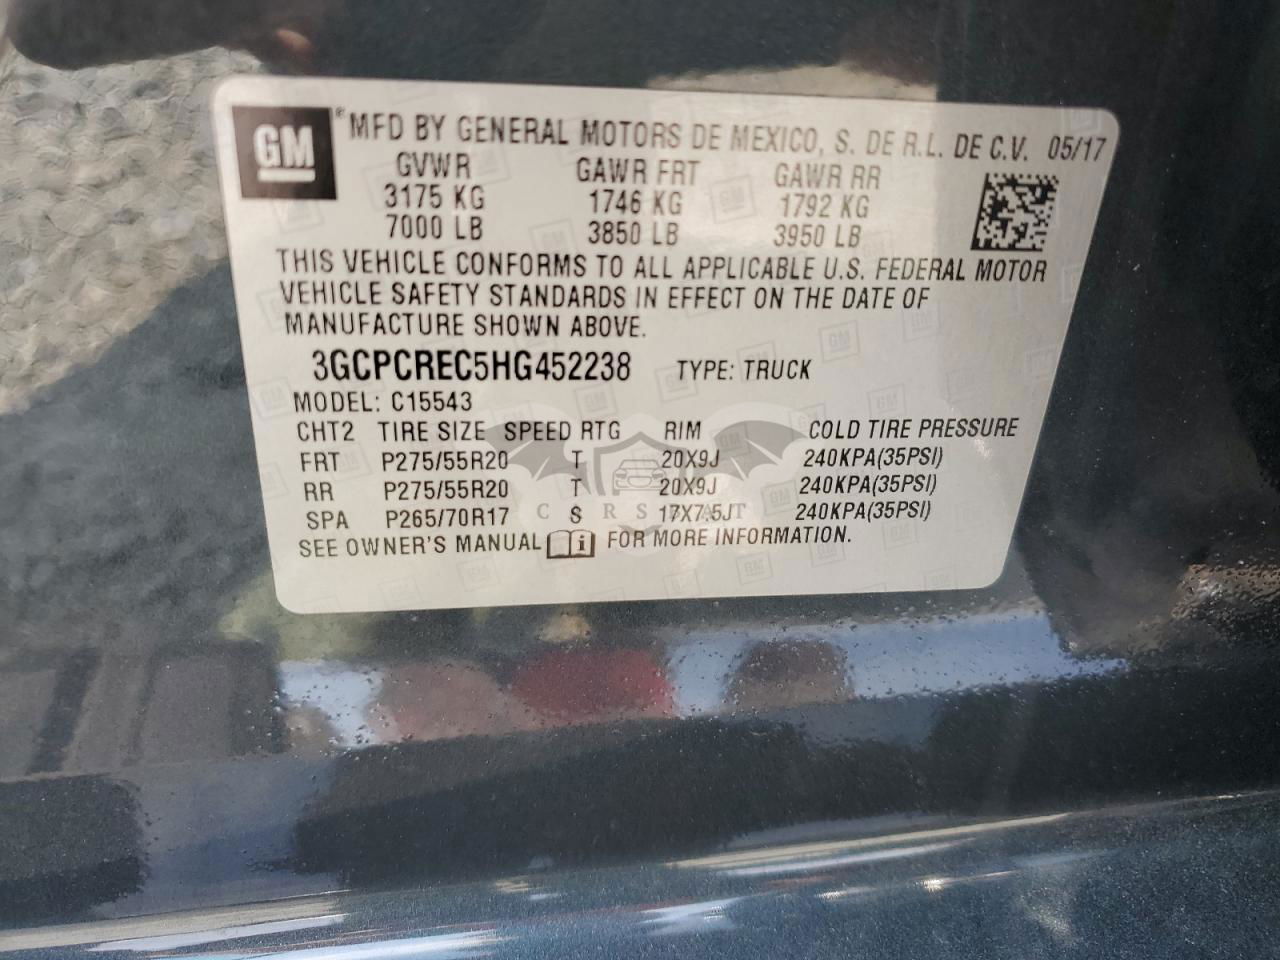 GM ® MFD BY GENERAL MOTORS DE MEXICO, S. DE R.L. DE C.V. 05/17
GVWR GAWR FRT GAWR RR
3175 KG 1746 KG 1792 KG
7000 LB 3850 LB 3950 LB
THIS VEHICLE CONFORMS TO ALL APPLICABLE U.S. FEDERAL MOTOR
VEHICLE SAFETY STANDARDS IN EFFECT ON THE DATE OF
MANUFACTURE SHOWN ABOVE.
3GCPCREC5HG452238 TYPE: TRUCK
MODEL: C15543
CHT2 TIRE SIZE SPEED RTG RIM COLD TIRE PRESSURE
FRT P275/55R20 T 20X9J 240KPA(35PSI)
RR P275/55R20 T 20X9J 240KPA(35PSI)
SPA P265/70R17 S 17X7.5JT 240KPA(35PSI)
SEE OWNER'S MANUAL i FOR MORE INFORMATION.